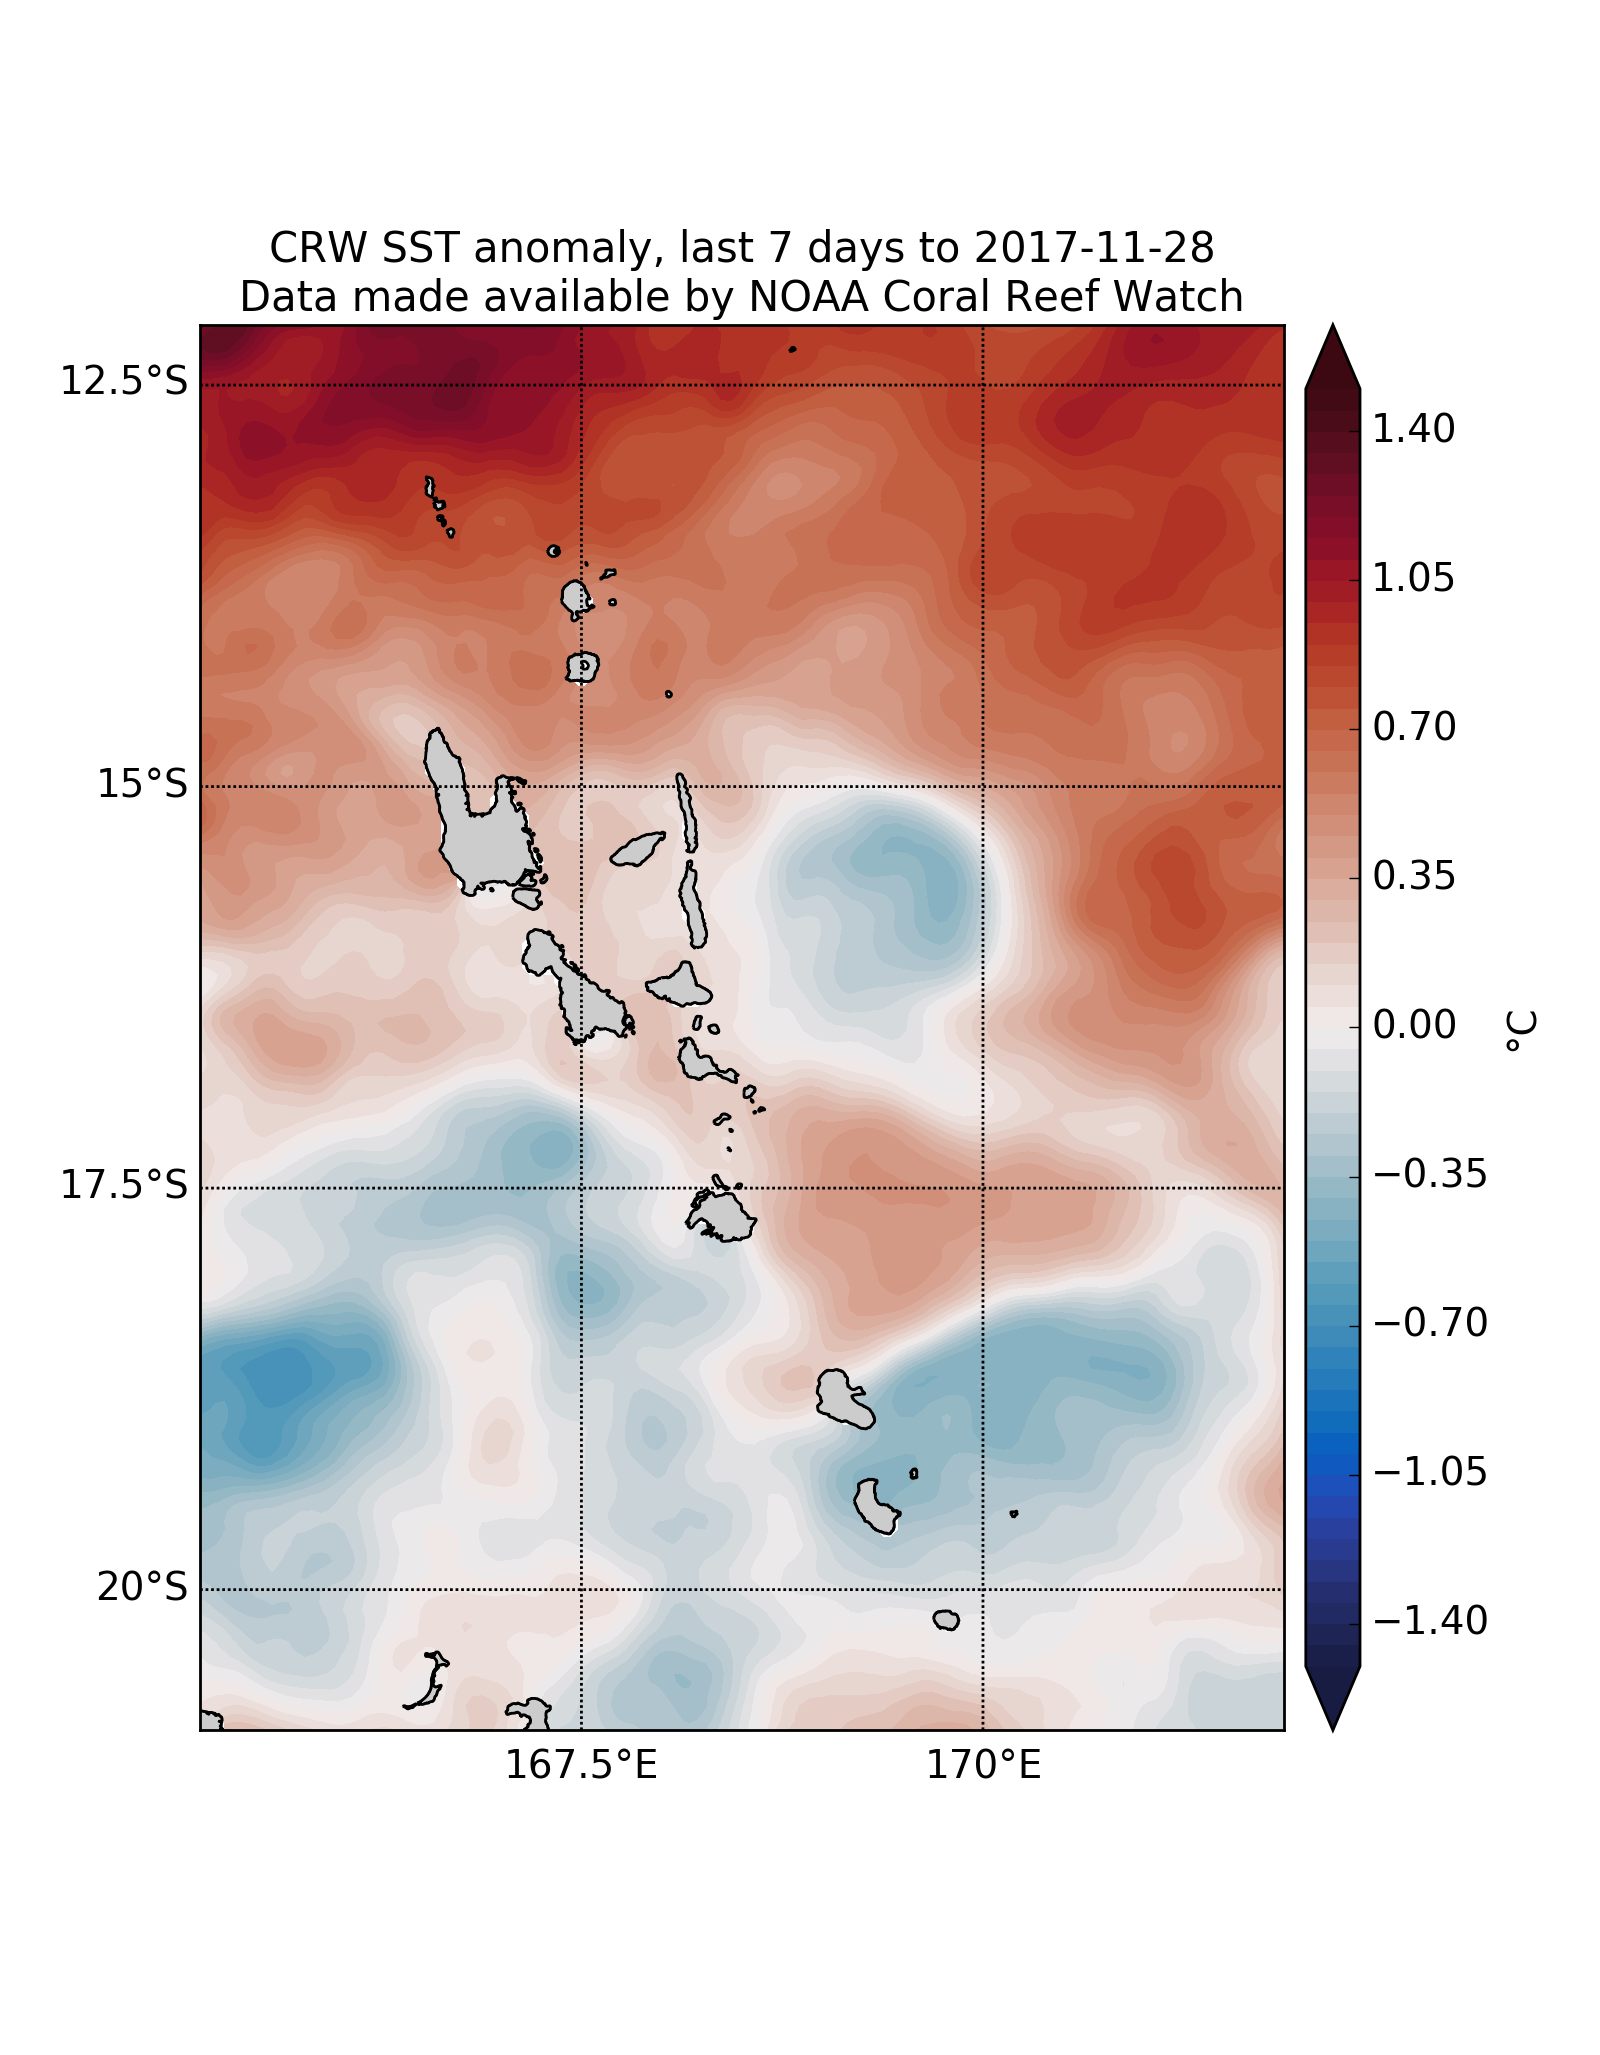 CRW SST anomaly, last 7 days to 2017-11-28
Data made available by NOAA Coral Reef Watch
12.5°S
15°S
17.5°S
20°S
167.5°E
170°E
1.40
1.05
0.70
0.35
0.00
−0.35
−0.70
−1.05
−1.40
°C